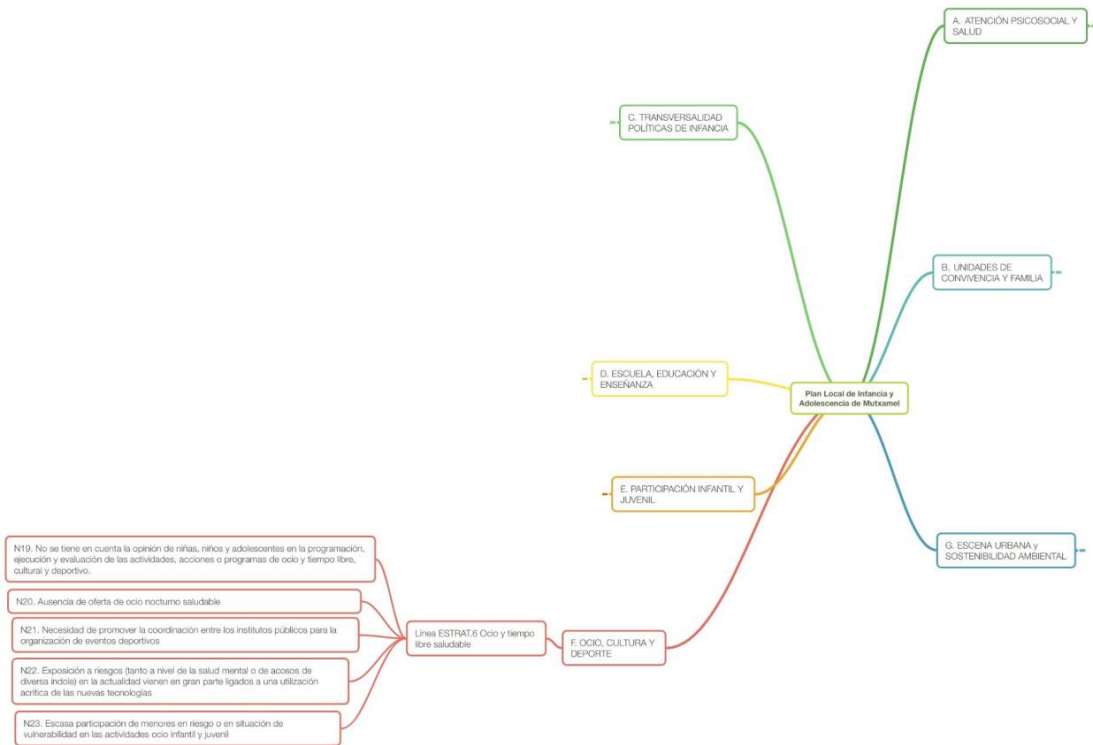 A. ATENCIÓN PSICOSOCIAL Y
SALUD
C. TRANSVERSALIDAD
POLÍTICAS DE INFANCIA
B. UNIDADES DE
CONVIVENCIA Y FAMILIA
D. ESCUELA, EDUCACIÓN Y
ENSEÑANZA
Plan Local de Infancia y
Adolescencia de Mutxamel
E. PARTICIPACIÓN INFANTIL Y
JUVENIL
G. ESCENA URBANA y
SOSTENIBILIDAD AMBIENTAL
F. OCIO, CULTURA Y
DEPORTE
Línea ESTRAT.6 Ocio y tiempo
libre saludable
N19. No se tiene en cuenta la opinión de niñas, niños y adolescentes en la programación,
ejecución y evaluación de las actividades, acciones o programas de ocio y tiempo libre,
cultural y deportivo.
N20. Ausencia de oferta de ocio nocturno saludable
N21. Necesidad de promover la coordinación entre los institutos públicos para la
organización de eventos deportivos
N22. Exposición a riesgos (tanto a nivel de la salud mental o de acosos de
diversa índole) en la actualidad vienen en gran parte ligados a una utilización
acrítica de las nuevas tecnologías
N23. Escasa participación de menores en riesgo o en situación de
vulnerabilidad en las actividades ocio infantil y juvenil